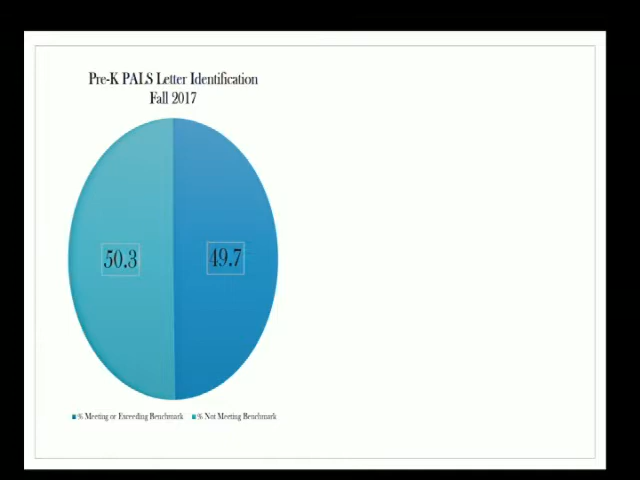 Pre-K PALS Letter Identification
Fall 2017
50.3
49.7
% Meeting or Exceeding Benchmark
% Not Meeting Benchmark